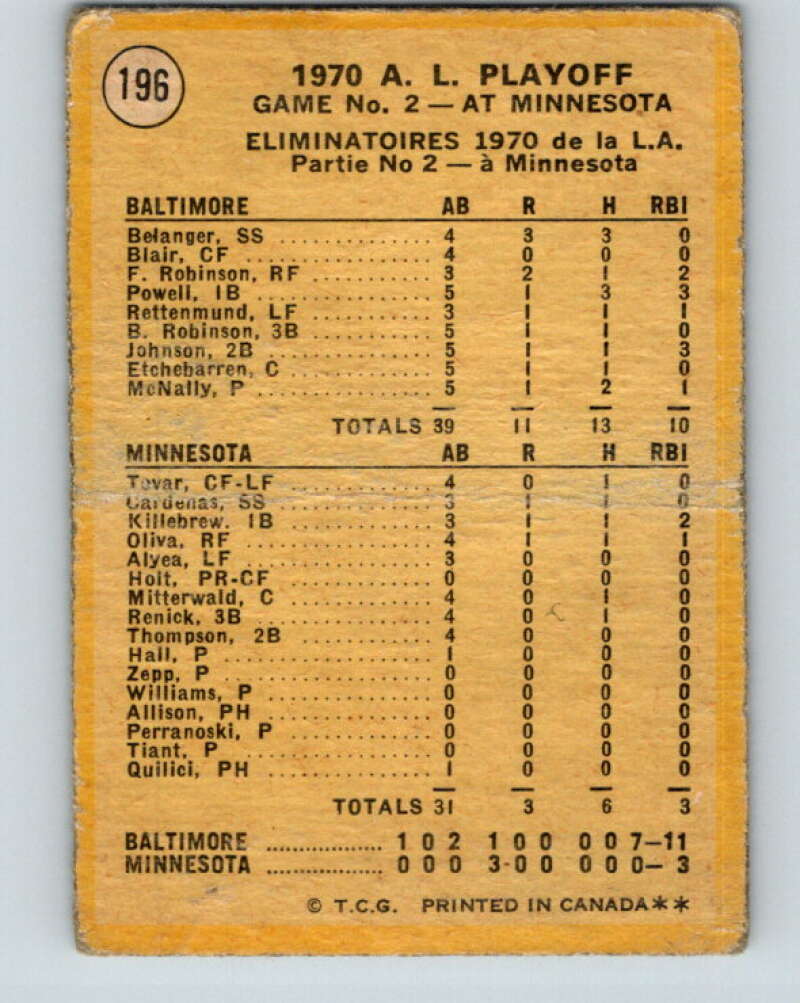 196
1970 A. L. PLAYOFF
GAME No. 2 — AT MINNESOTA
ELIMINATOIRES 1970 de la L.A.
Partie No 2 — à Minnesota
BALTIMORE AB R H RBI
Belanger, SS .............. 4 3 3 0
Blair, CF .................. 4 0 0 0
F. Robinson, RF ........... 3 2 1 2
Powell, 1B ................ 5 1 3 3
Rettenmund, LF ........... 3 1 1 1
B. Robinson, 3B ........... 5 1 1 0
Johnson, 2B ............... 5 1 1 3
Etchebarren, C ............ 5 1 1 0
McNally, P ................ 5 1 2 1
TOTALS 39 11 13 10
MINNESOTA AB R H RBI
Tovar, CF-LF .............. 4 0 1 0
Cardenas, SS .............. 3 1 1 0
Killebrew. 1B ............. 3 1 1 2
Oliva, RF ................. 4 1 1 1
Alyea, LF ................. 3 0 0 0
Holt, PR-CF .............. 0 0 0 0
Mitterwald, C ............. 4 0 1 0
Renick, 3B ................ 4 0 1 0
Thompson, 2B ............ 4 0 0 0
Hall, P ................... 1 0 0 0
Zepp, P ................... 0 0 0 0
Williams, P ............... 0 0 0 0
Allison, PH ............... 0 0 0 0
Perranoski, P ............. 0 0 0 0
Tiant, P .................. 0 0 0 0
Quilici, PH ............... 1 0 0 0
TOTALS 31 3 6 3
BALTIMORE .................. 1 0 2 1 0 0 0 0 7—11
MINNESOTA .................. 0 0 0 3-0 0 0 0 0— 3
© T.C.G. PRINTED IN CANADA**